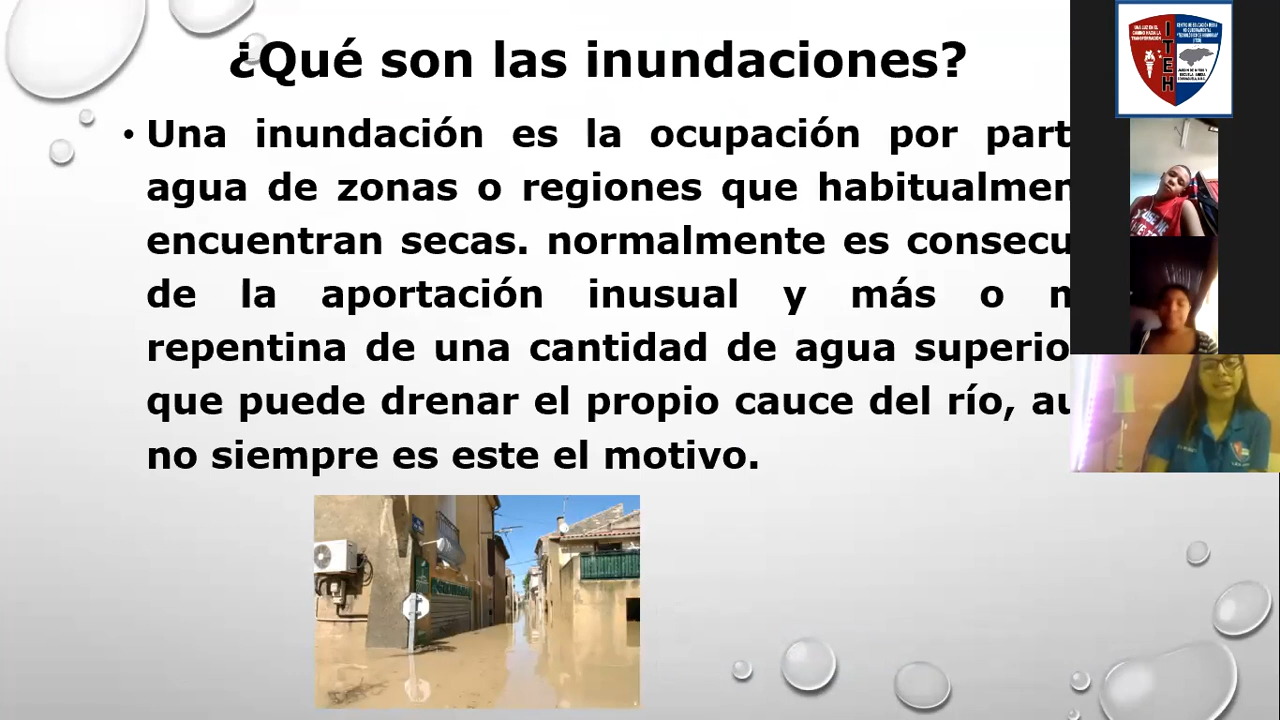 ¿Qué son las inundaciones?
• Una inundación es la ocupación por part
agua de zonas o regiones que habitualmen
encuentran secas. normalmente es consecu
de la aportación inusual y más o
repentina de una cantidad de agua superio
que puede drenar el propio cauce del río, au
no siempre es este el motivo.
ITEH